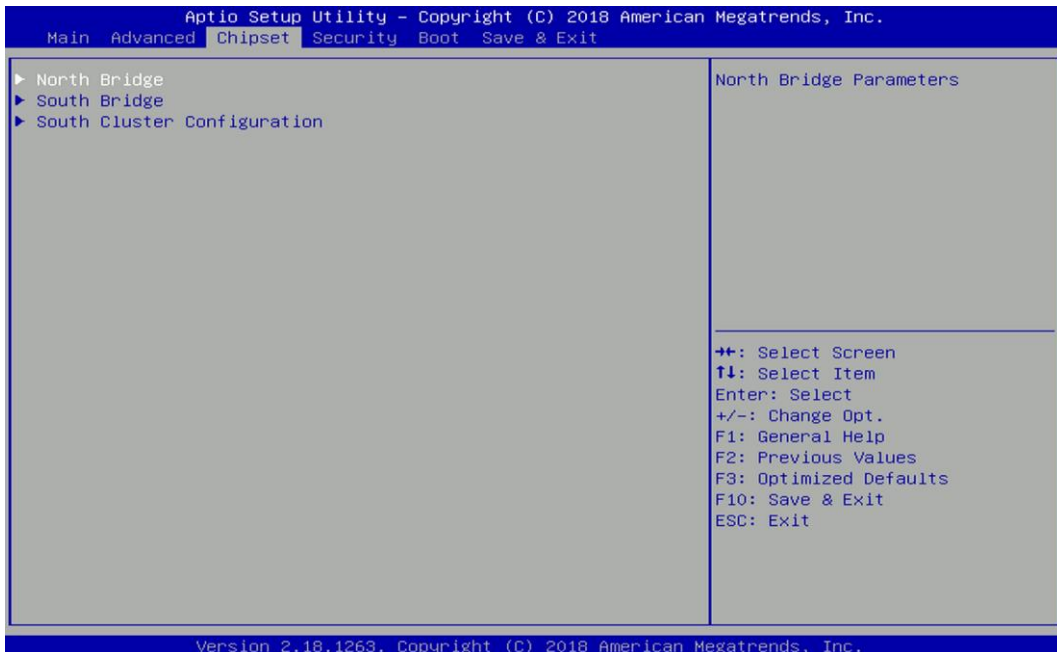 Aptio Setup Utility – Copyright (C) 2018 American Megatrends, Inc.
Main Advanced Chipset Security Boot Save & Exit
▶ North Bridge
▶ South Bridge
▶ South Cluster Configuration
North Bridge Parameters
→←: Select Screen
↑↓: Select Item
Enter: Select
+/-: Change Opt.
F1: General Help
F2: Previous Values
F3: Optimized Defaults
F10: Save & Exit
ESC: Exit
Version 2.18.1263. Copyright (C) 2018 American Megatrends, Inc.